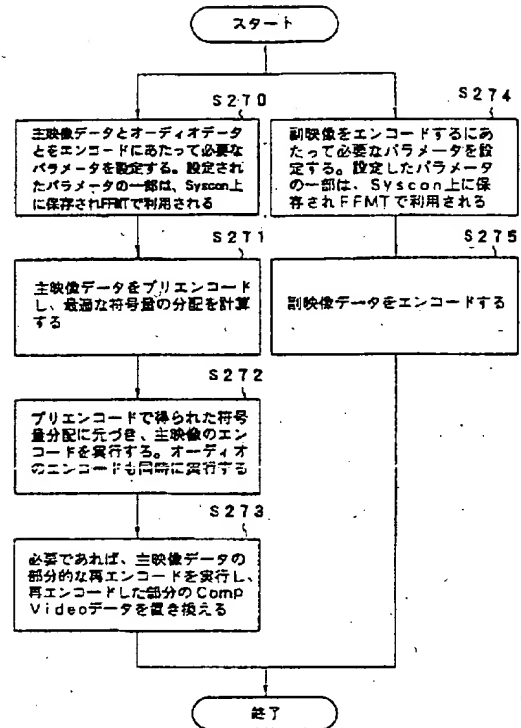 スタート
S270
主映像データとオーディオデータ
とをエンコードにあたって必要な
パラメータを設定する。設定され
たパラメータの一部は、Syscon上
に保存されFFMTで利用される
S271
主映像データをプリエンコード
し、最適な符号量の分配を計算
する
S272
プリエンコードで得られた符号
量分配に元づき、主映像のエン
コードを実行する。オーディオ
のエンコードも同時に実行する
S273
必要であれば、主映像データの
部分的な再エンコードを実行し、
再エンコードした部分のComp
Videoデータを置き換える
S274
副映像をエンコードするにあ
たって必要なパラメータを設
定する。設定したパラメータ
の一部は、Syscon上に保
存されFFMTで利用される
S275
副映像データをエンコードする
終了